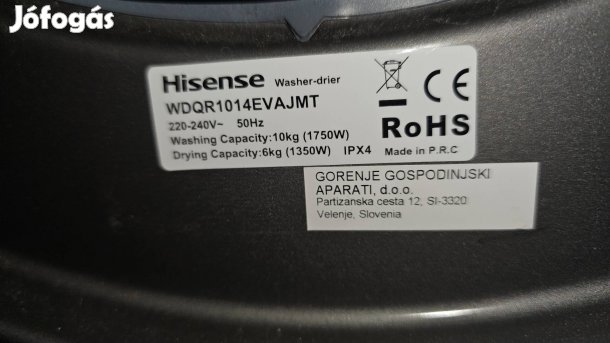 Jófogás
Hisense Washer-drier
WDQR1014EVAJMT
220-240V~ 50Hz
Washing Capacity:10kg (1750W)
Drying Capacity:6kg (1350W) IPX4
CE
RoHS
Made in P.R.C
GORENJE GOSPODINJSKI
APARATI, d.o.o.
Partizanska cesta 12, SI-3320
Velenje, Slovenia